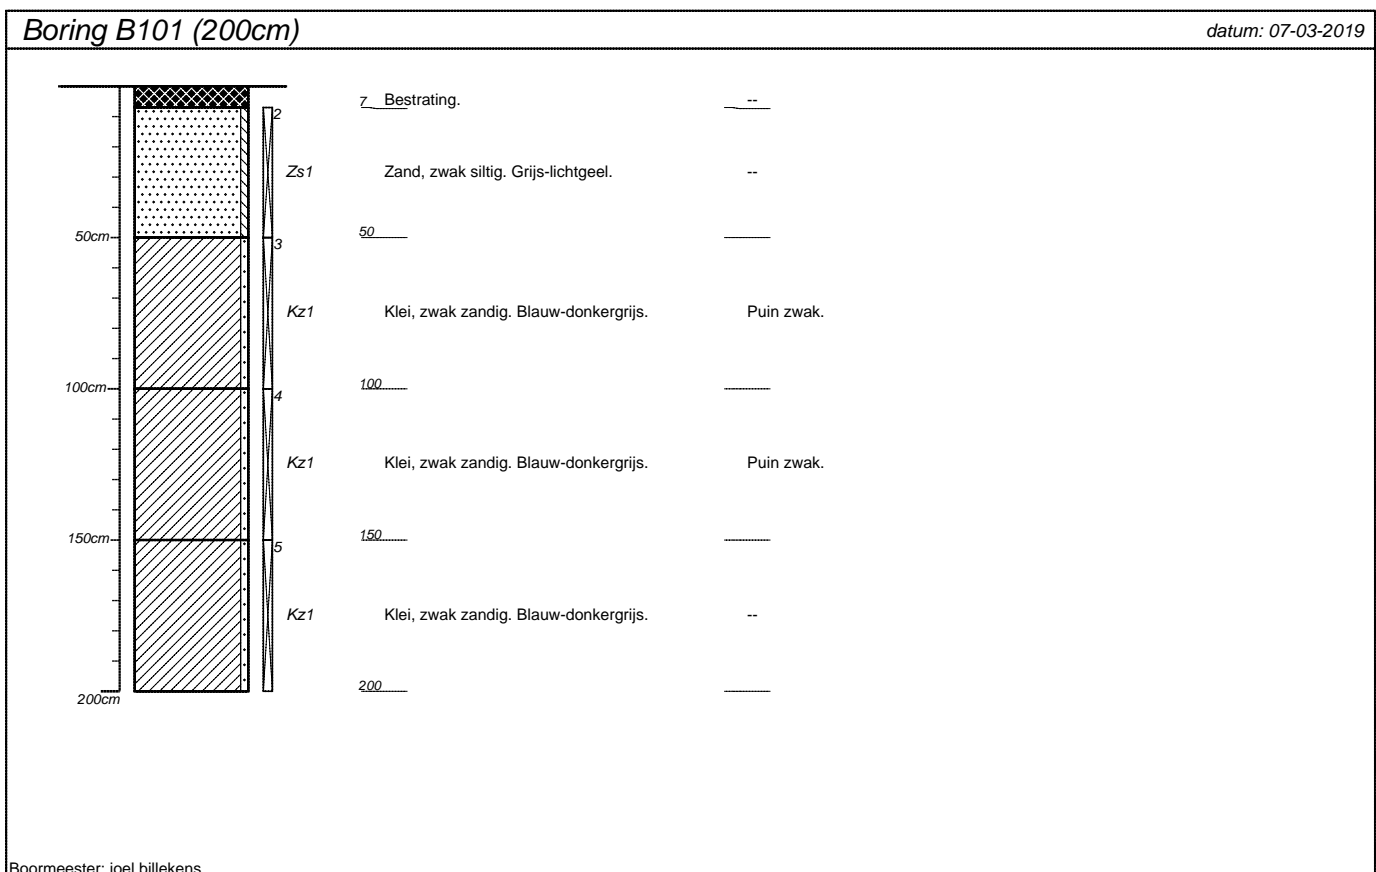 Boring B101 (200cm) datum: 07-03-2019
7 Bestrating. --
2
Zs1 Zand, zwak siltig. Grijs-lichtgeel. --
50cm 50
3
Kz1 Klei, zwak zandig. Blauw-donkergrijs. Puin zwak.
100cm 100
4
Kz1 Klei, zwak zandig. Blauw-donkergrijs. Puin zwak.
150cm 150
5
Kz1 Klei, zwak zandig. Blauw-donkergrijs. --
200cm 200
Boormeester: joel billekens